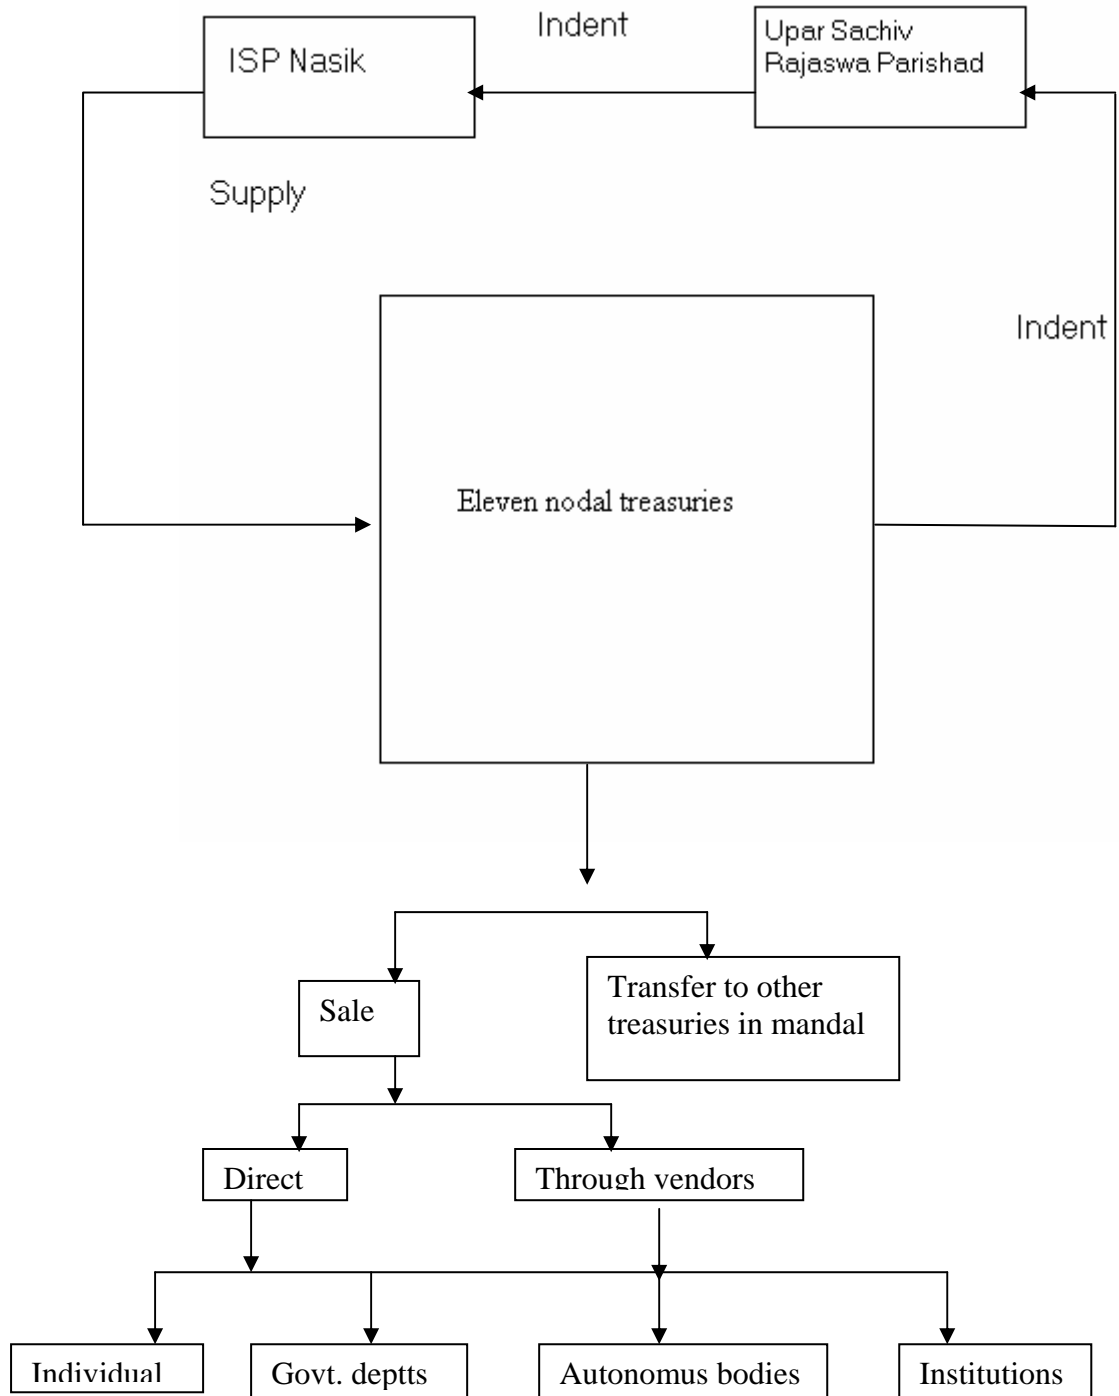 Indent
ISP Nasik
Upar Sachiv
Rajaswa Parishad
Supply
Indent
Eleven nodal treasuries
Sale
Transfer to other
treasuries in mandal
Direct
Through vendors
Individual
Govt. deptts
Autonomus bodies
Institutions